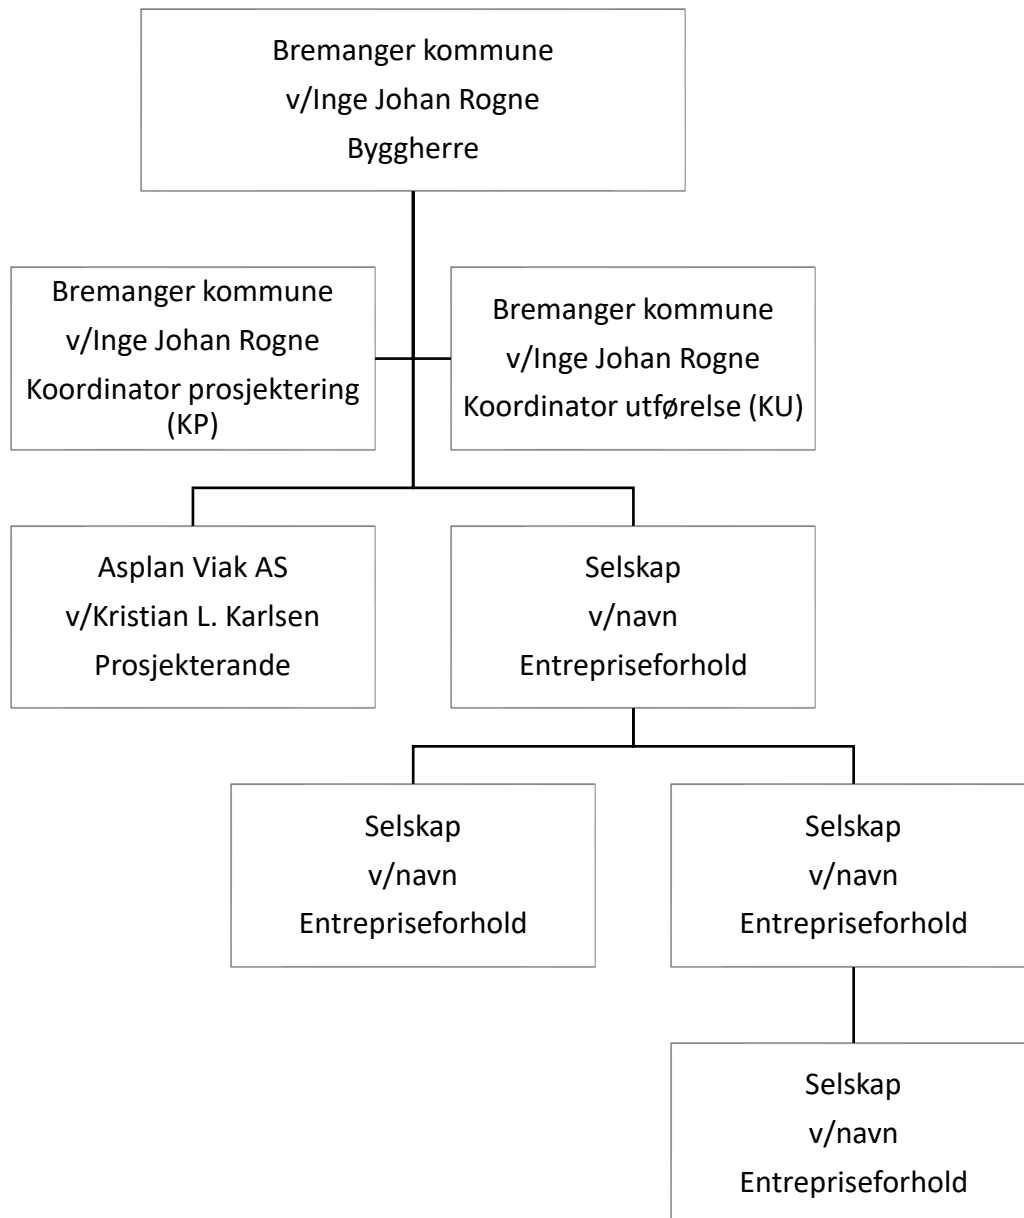 Bremanger kommune
v/Inge Johan Rogne
Byggherre
Bremanger kommune
v/Inge Johan Rogne
Koordinator prosjektering
(KP)
Bremanger kommune
v/Inge Johan Rogne
Koordinator utførelse (KU)
Asplan Viak AS
v/Kristian L. Karlsen
Prosjekterande
Selskap
v/navn
Entrepriseforhold
Selskap
v/navn
Entrepriseforhold
Selskap
v/navn
Entrepriseforhold
Selskap
v/navn
Entrepriseforhold